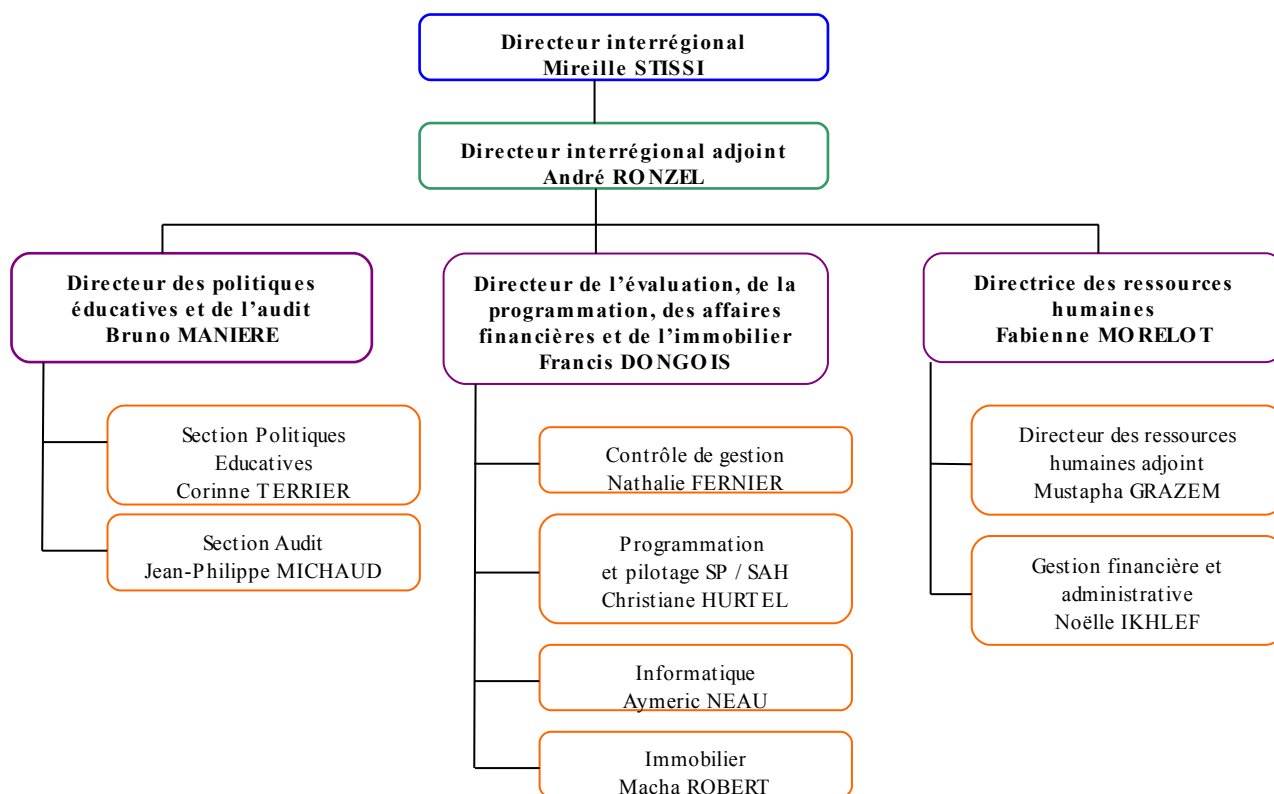 Directeur interrégional
Mireille STISSI
Directeur interrégional adjoint
André RONZEL
Directeur des politiques
éducatives et de l'audit
Bruno MANIERE
Section Politiques
Educatives
Corinne TERRIER
Section Audit
Jean-Philippe MICHAUD
Directeur de l'évaluation, de la
programmation, des affaires
financières et de l'immobilier
Francis DONGOIS
Contrôle de gestion
Nathalie FERNIER
Programmation
et pilotage SP / SAH
Christiane HURTEL
Informatique
Aymeric NEAU
Immobilier
Macha ROBERT
Directrice des ressources
humaines
Fabienne MORELOT
Directeur des ressources
humaines adjoint
Mustapha GRAZEM
Gestion financière et
administrative
Noëlle IKHLEF